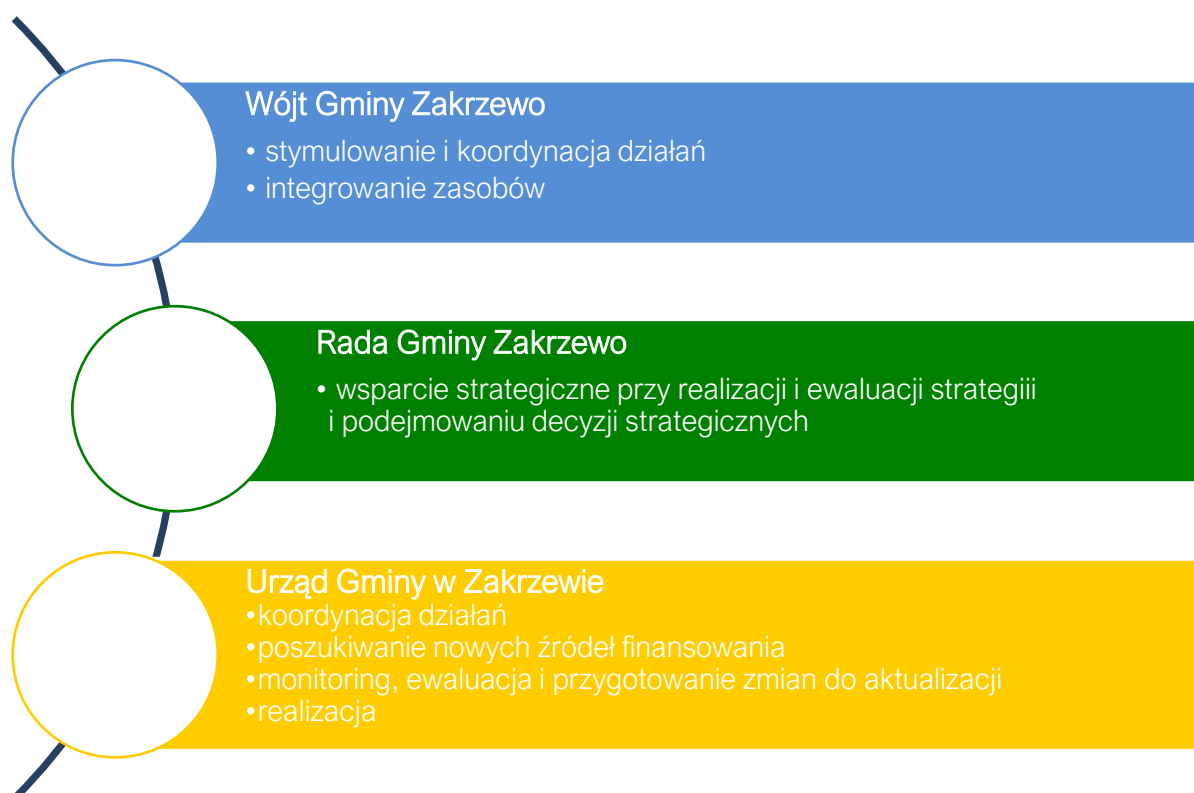 Wójt Gminy Zakrzewo
• stymulowanie i koordynacja działań
• integrowanie zasobów
Rada Gminy Zakrzewo
• wsparcie strategiczne przy realizacji i ewaluacji strategiii
i podejmowaniu decyzji strategicznych
Urząd Gminy w Zakrzewie
•koordynacja działań
•poszukiwanie nowych źródeł finansowania
•monitoring, ewaluacja i przygotowanie zmian do aktualizacji
•realizacja